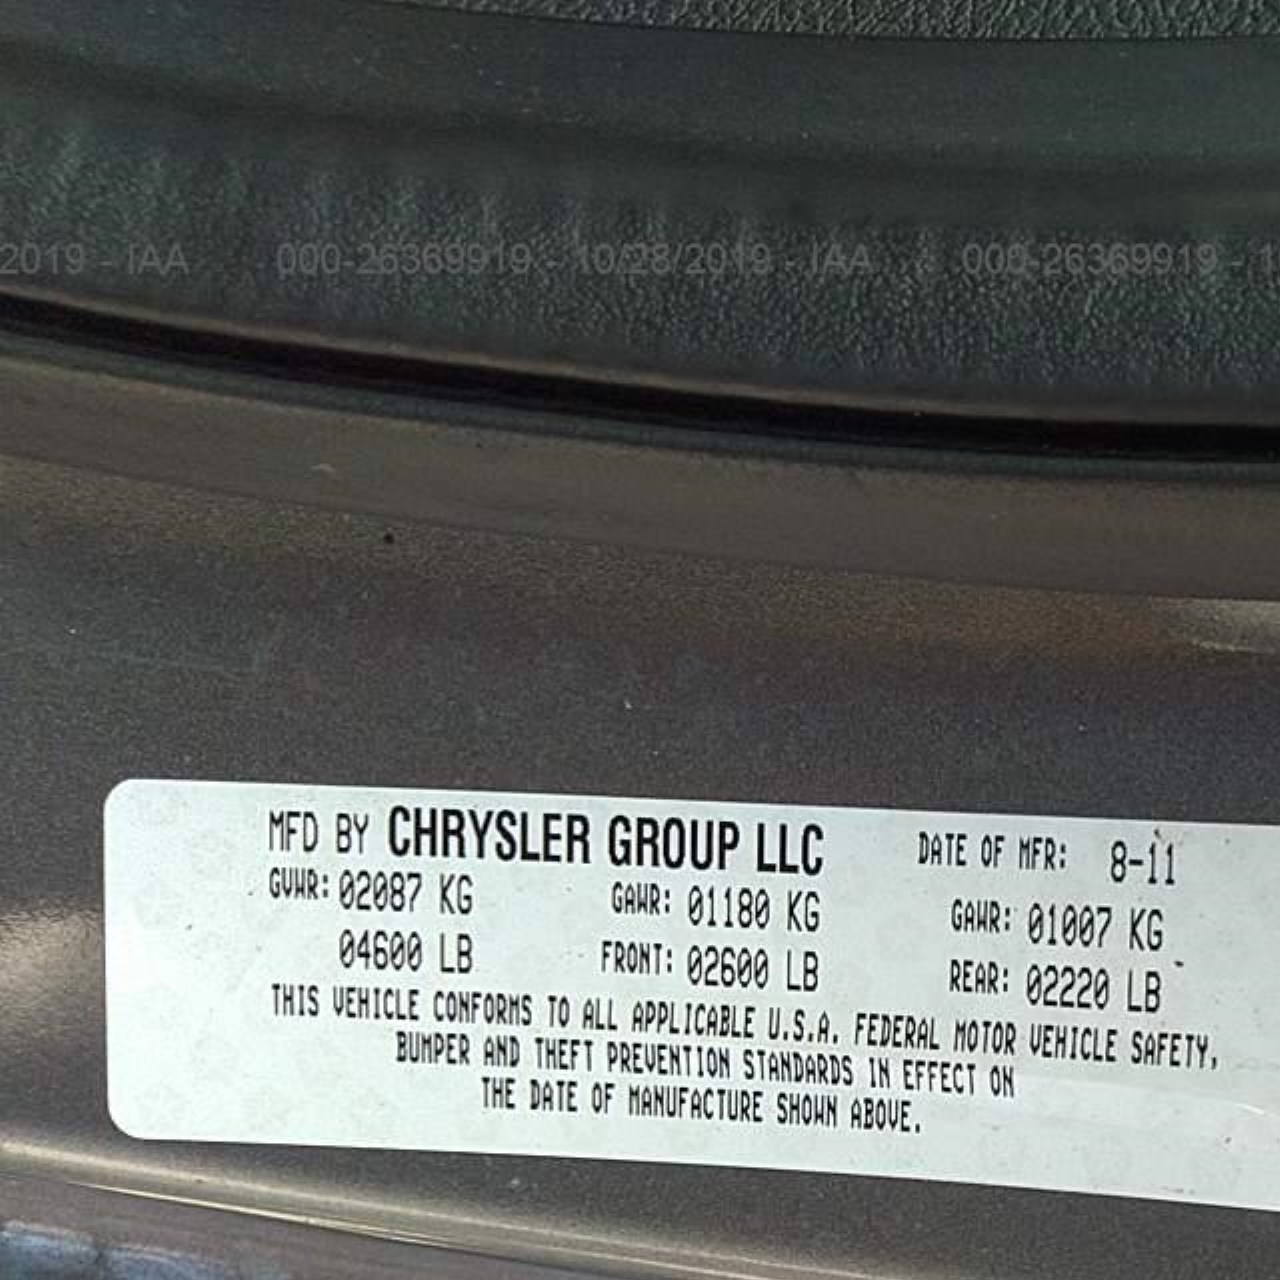 2019 - IAA 000-26369919 - 10/28/2019 - IAA 000-26369919 - 1
MFD BY CHRYSLER GROUP LLC DATE OF MFR: 8-11
GVWR: 02087 KG GAWR: 01180 KG GAWR: 01007 KG
04600 LB FRONT: 02600 LB REAR: 02220 LB
THIS VEHICLE CONFORMS TO ALL APPLICABLE U.S.A. FEDERAL MOTOR VEHICLE SAFETY,
BUMPER AND THEFT PREVENTION STANDARDS IN EFFECT ON
THE DATE OF MANUFACTURE SHOWN ABOVE.